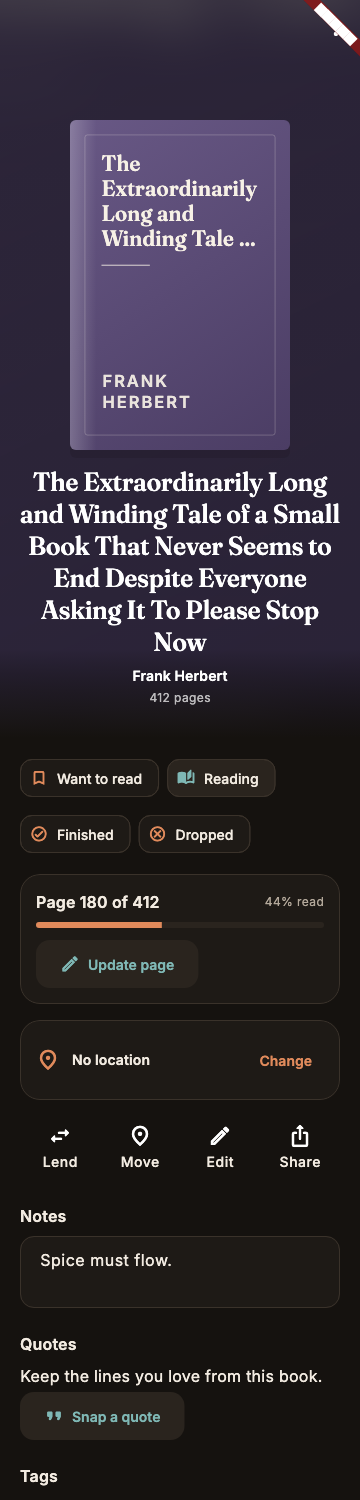 The
Extraordinarily
Long and
Winding Tale ...
FRANK
HERBERT
The Extraordinarily Long
and Winding Tale of a Small
Book That Never Seems to
End Despite Everyone
Asking It To Please Stop
Now
Frank Herbert
412 pages
Want to read
Reading
Finished
Dropped
Page 180 of 412
44% read
Update page
No location
Change
Lend
Move
Edit
Share
Notes
Spice must flow.
Quotes
Keep the lines you love from this book.
Snap a quote
Tags